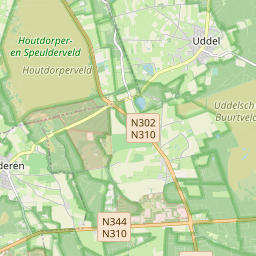 Houtdorper-
en Speulderveld
Houtdorperveld
Uddel
Uddelsch
Buurtveld
N302
N310
deren
N344
N310